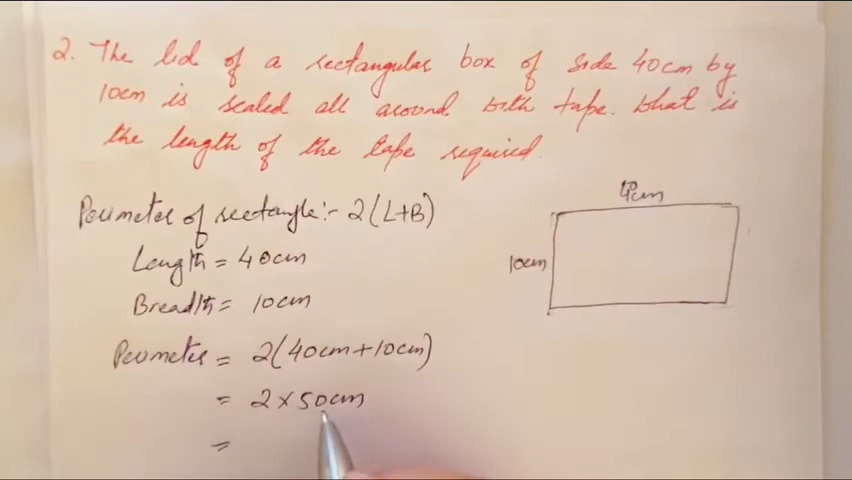 2. The lid of a rectangular box of side 40cm by
10cm is sealed all around with tape. What is
the length of the tape required.
Perimeter of rectangle:- 2(L+B)
Length = 40cm
Breadth = 10cm
Perimeter = 2(40cm+10cm)
= 2×50cm
=
10cm